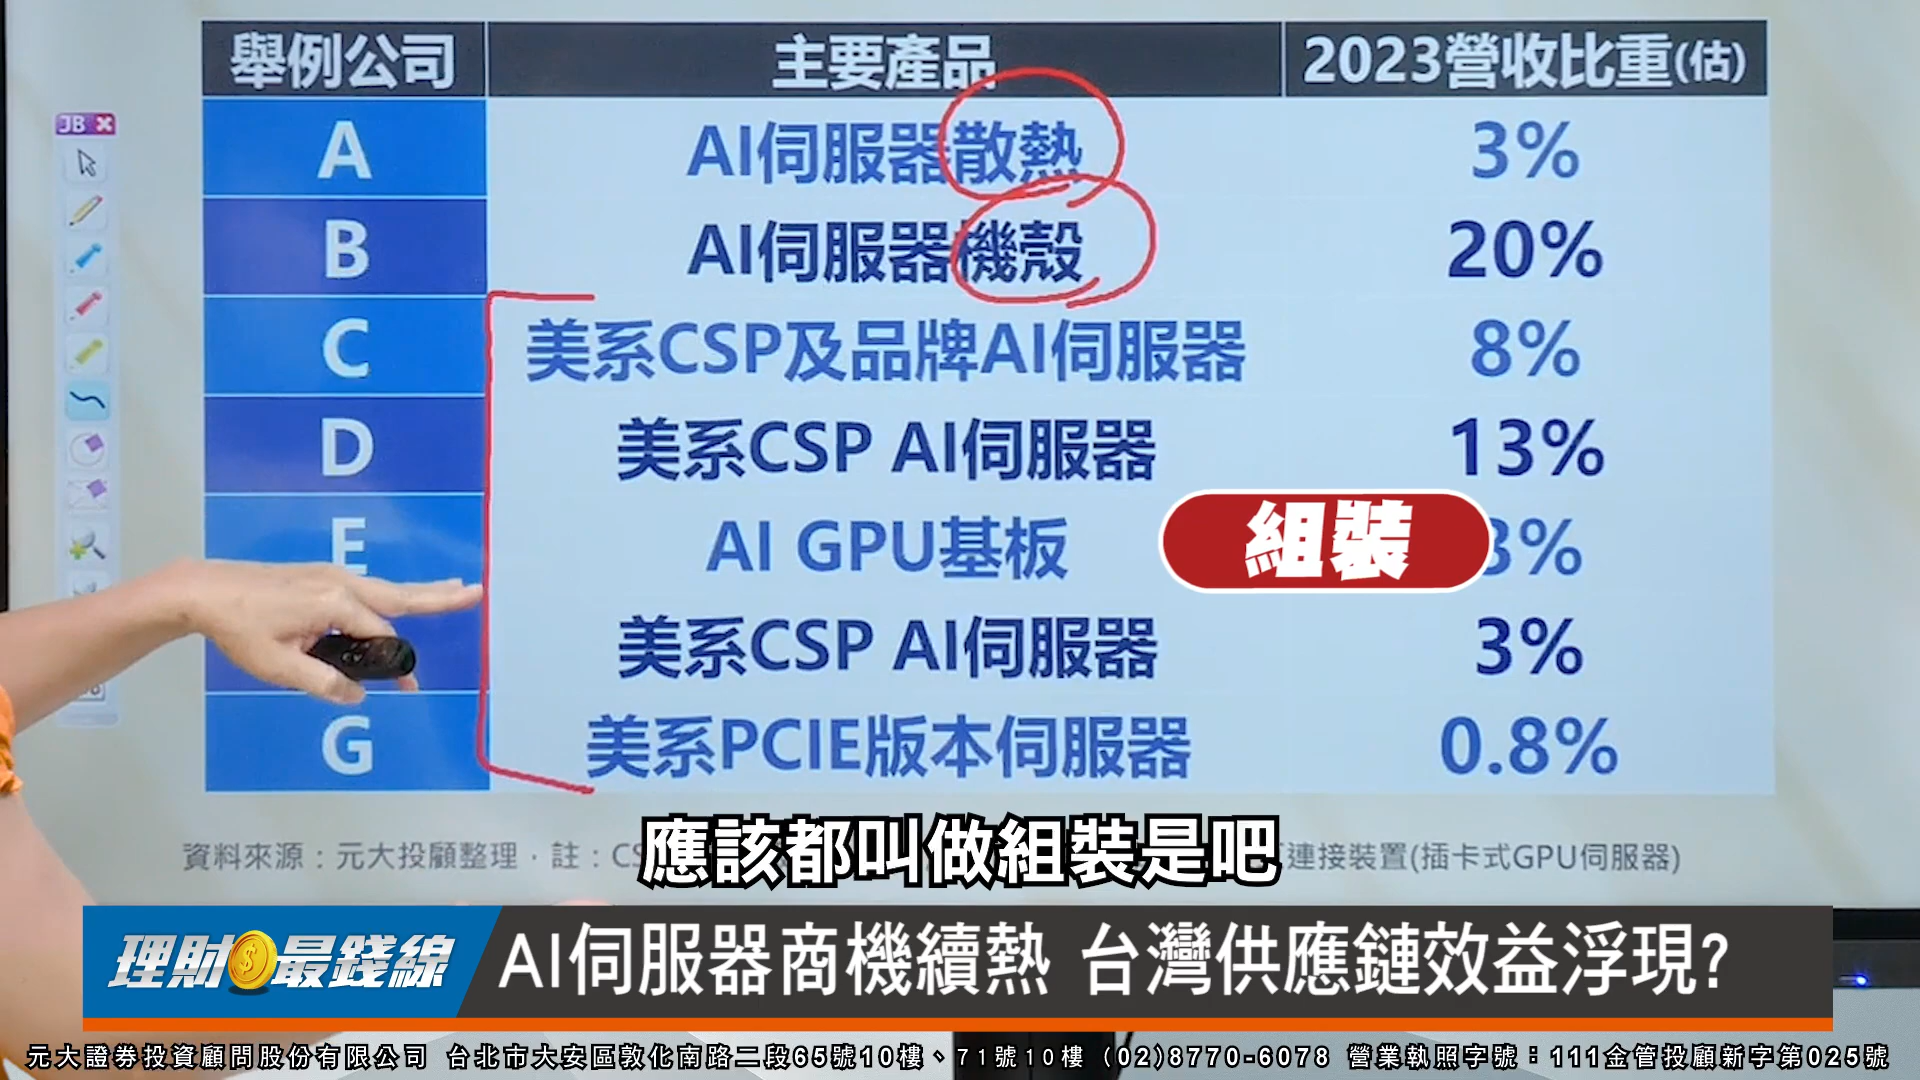 舉例公司 主要產品 2023營收比重(估)
JB
A AI伺服器散熱 3%
B AI伺服器機殼 20%
C 美系CSP及品牌AI伺服器 8%
D 美系CSP AI伺服器 13%
E AI GPU基板 3%
組裝
美系CSP AI伺服器 3%
G 美系PCIE版本伺服器 0.8%
資料來源：元大投顧整理，註：CS
連接裝置(插卡式GPU伺服器)
應該都叫做組裝是吧
理財最錢線
AI伺服器商機續熱 台灣供應鏈效益浮現?
元大證券投資顧問股份有限公司 台北市大安區敦化南路二段65號10樓、71號10樓 (02)8770-6078 營業執照字號：111金管投顧新字第025號